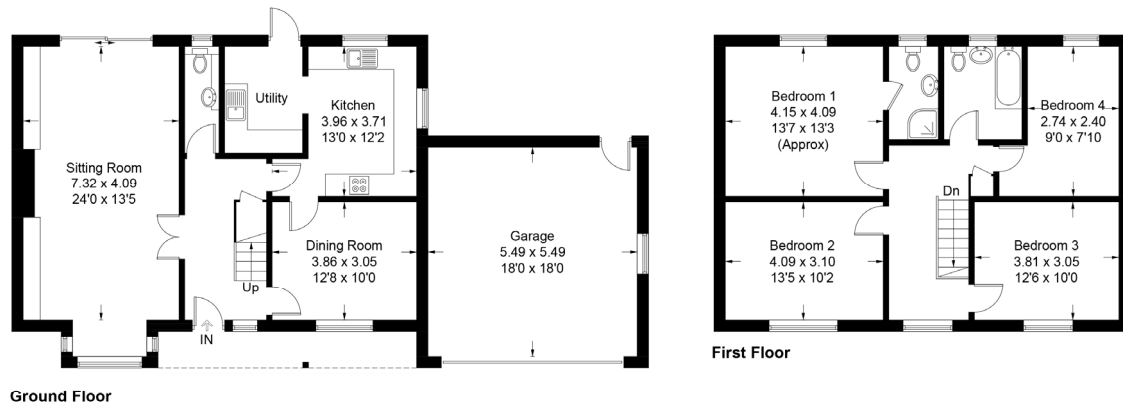 Sitting Room
7.32 x 4.09
24'0 x 13'5
Utility
Kitchen
3.96 x 3.71
13'0 x 12'2
Dining Room
3.86 x 3.05
12'8 x 10'0
Up
IN
Garage
5.49 x 5.49
18'0 x 18'0
Ground Floor
Bedroom 1
4.15 x 4.09
13'7 x 13'3
(Approx)
Bedroom 4
2.74 x 2.40
9'0 x 7'10
Dn
Bedroom 2
4.09 x 3.10
13'5 x 10'2
Bedroom 3
3.81 x 3.05
12'6 x 10'0
First Floor